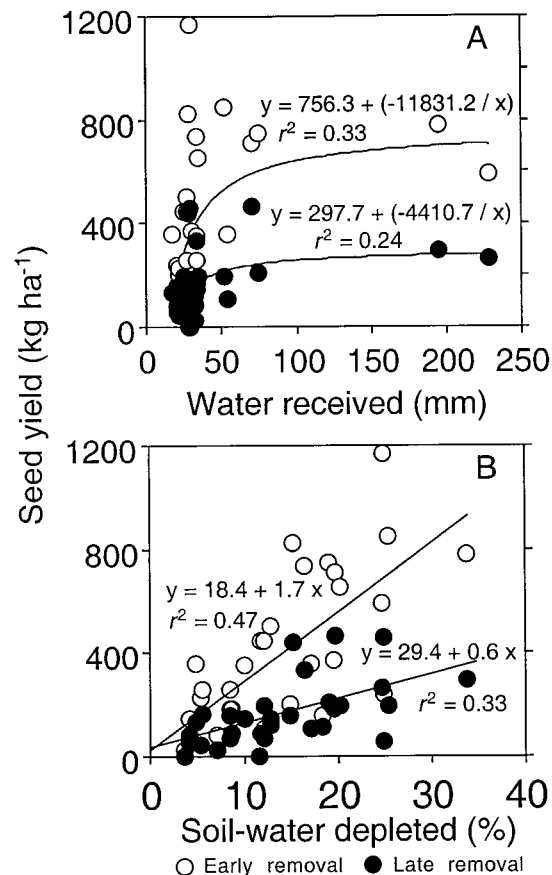 1200
A
y = 756.3 + (-11831.2 / x)
800
r² = 0.33
y = 297.7 + (-4410.7 / x)
400
r² = 0.24
0
0 50 100 150 200 250
Water received (mm)
Seed yield (kg ha⁻¹)
1200
B
800
y = 18.4 + 1.7 x
r² = 0.47
400
y = 29.4 + 0.6 x
r² = 0.33
0
0 10 20 30 40
Soil-water depleted (%)
Early removal Late removal